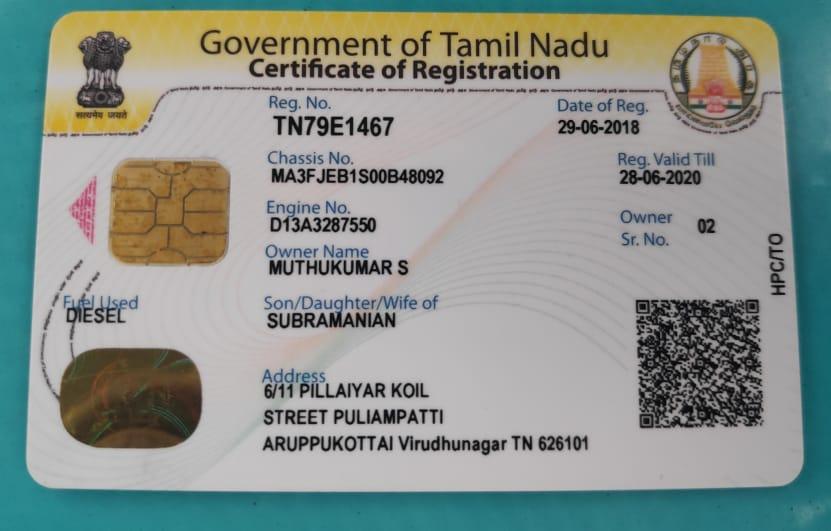 Government of Tamil Nadu
Certificate of Registration
सत्यमेव जयते
Reg. No.
TN79E1467
Date of Reg.
29-06-2018
Chassis No.
MA3FJEB1S00B48092
Reg. Valid Till
28-06-2020
Engine No.
D13A3287550
Owner
Sr. No.
02
Owner Name
MUTHUKUMAR S
HPC/TO
Fuel Used
DIESEL
Son/Daughter/Wife of
SUBRAMANIAN
Address
6/11 PILLAIYAR KOIL
STREET PULIAMPATTI
ARUPPUKOTTAI Virudhunagar TN 626101